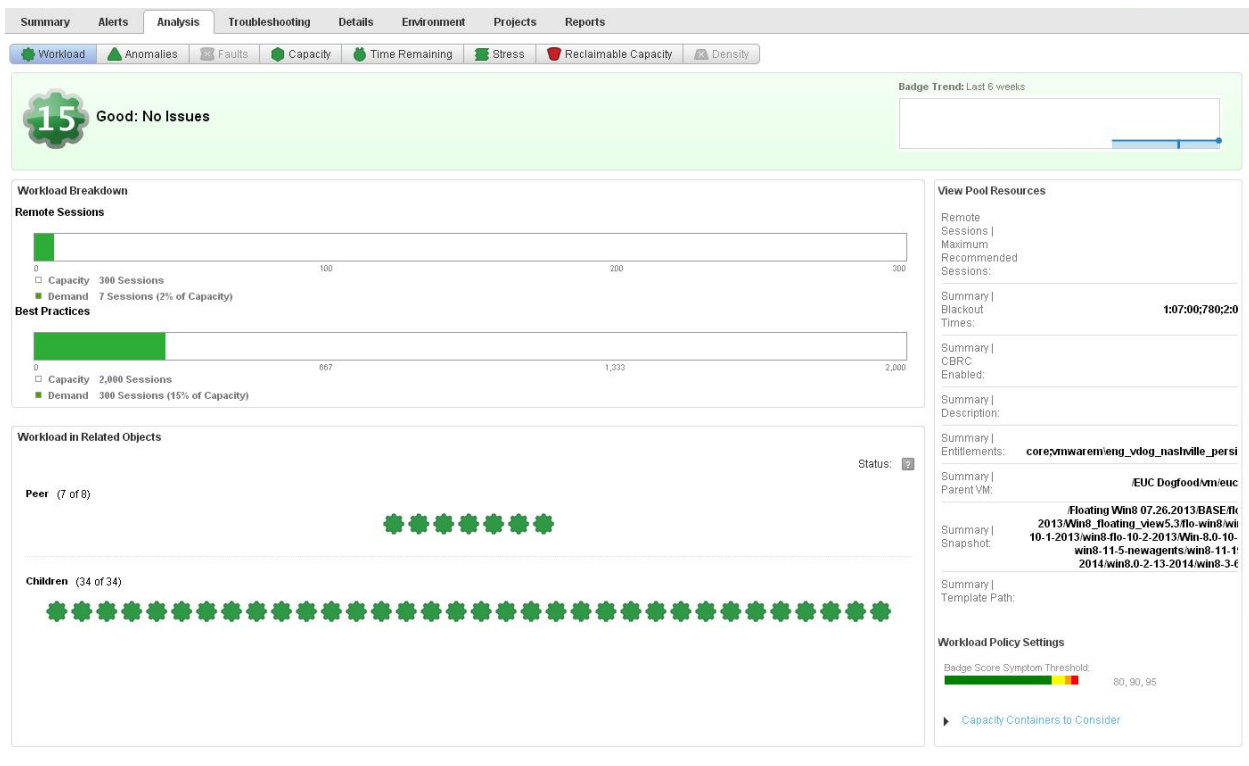 Summary Alerts Analysis Troubleshooting Details Environment Projects Reports
Workload Anomalies Faults Capacity Time Remaining Stress Reclaimable Capacity Density
Badge Trend: Last 6 weeks
15 Good: No Issues
Workload Breakdown
Remote Sessions
0 100 200 300
Capacity 300 Sessions
Demand 7 Sessions (2% of Capacity)
Best Practices
0 667 1,333 2,000
Capacity 2,000 Sessions
Demand 300 Sessions (15% of Capacity)
Workload in Related Objects
Status: ?
Peer (7 of 8)
Children (34 of 34)
View Pool Resources
Remote
Sessions |
Maximum
Recommended
Sessions:
Summary |
Blackout 1:07:00;780;2:0
Times:
Summary |
CBRC
Enabled:
Summary |
Description:
Summary |
Entitlements: core;vmwarem\eng_vdog_nashville_persi
Summary |
Parent VM: /EUC Dogfood/vm/euc
Summary |
Snapshot:
/Floating Win8 07.26.2013/BASE/flo
2013/Win8_floating_view5.3/flo-win8/wi
10-1-2013/win8-flo-10-2-2013/Win-8.0-10-
win8-11-5-newagents/win8-11-1
2014/win8.0-2-13-2014/win8-3-6
Summary |
Template Path:
Workload Policy Settings
Badge Score Symptom Threshold:
80, 90, 95
Capacity Containers to Consider